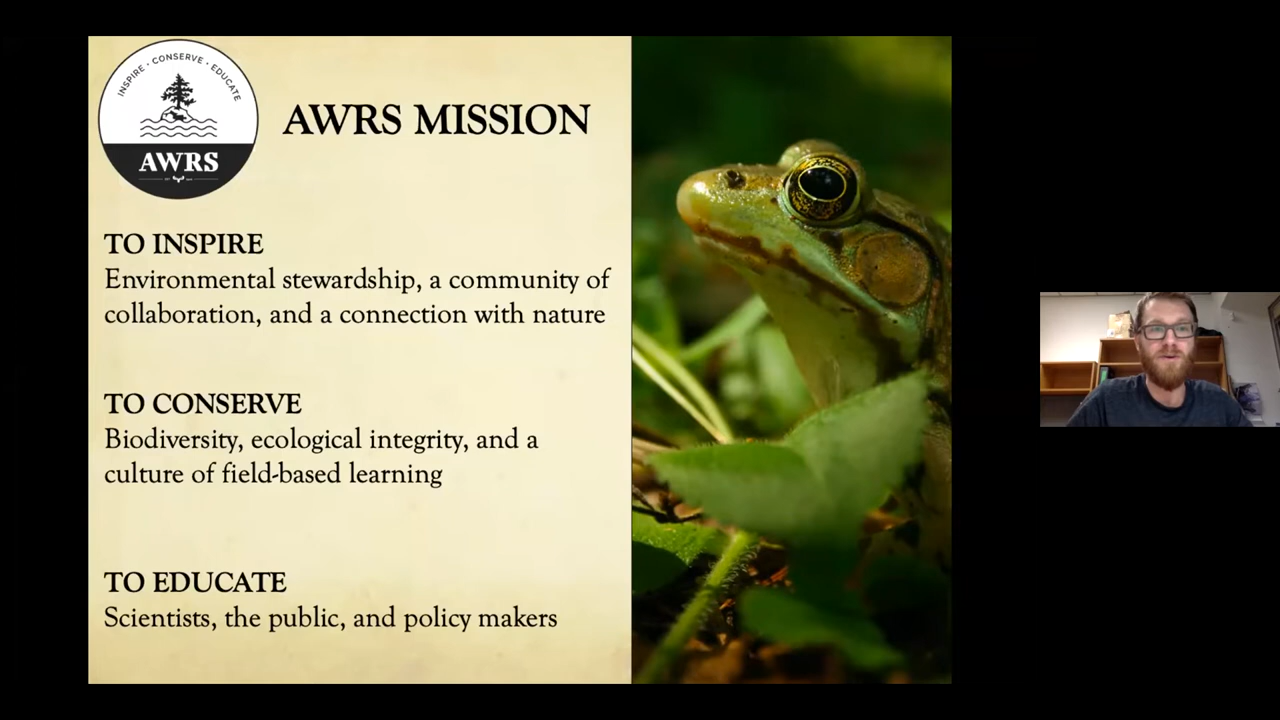 INSPIRE · CONSERVE · EDUCATE
AWRS
AWRS MISSION
TO INSPIRE
Environmental stewardship, a community of
collaboration, and a connection with nature
TO CONSERVE
Biodiversity, ecological integrity, and a
culture of field-based learning
TO EDUCATE
Scientists, the public, and policy makers